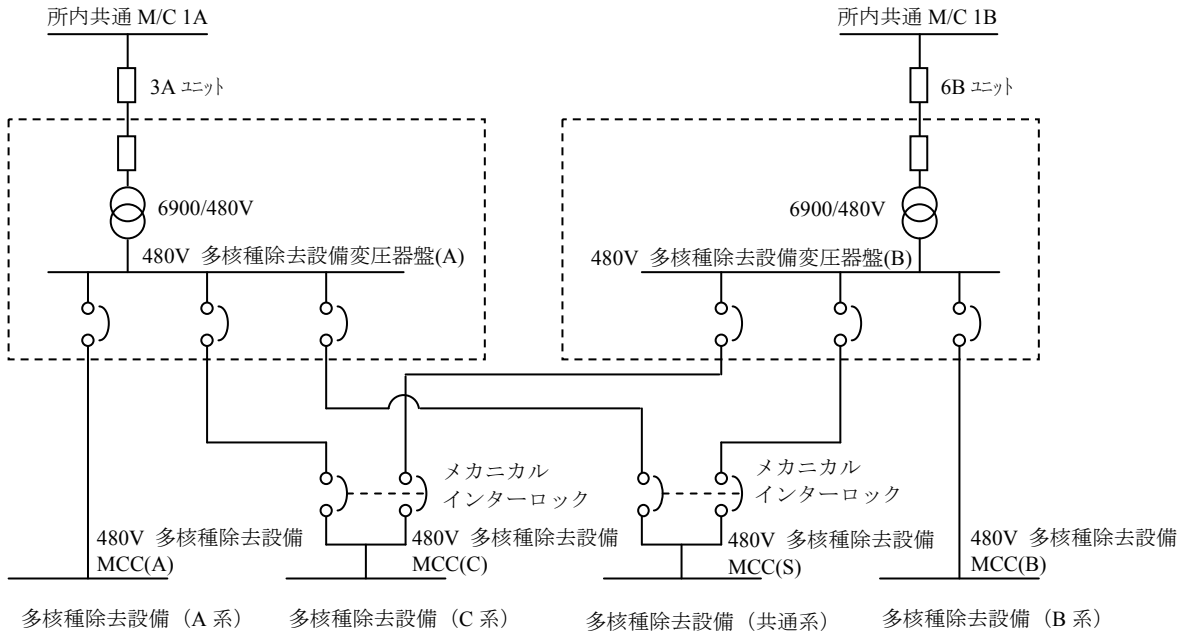 所内共通 M/C 1A
所内共通 M/C 1B
3A ユニット
6B ユニット
6900/480V
6900/480V
480V 多核種除去設備変圧器盤(A)
480V 多核種除去設備変圧器盤(B)
メカニカル
インターロック
メカニカル
インターロック
480V 多核種除去設備
MCC(A)
480V 多核種除去設備
MCC(C)
480V 多核種除去設備
MCC(S)
480V 多核種除去設備
MCC(B)
多核種除去設備（A 系）
多核種除去設備（C 系）
多核種除去設備（共通系）
多核種除去設備（B 系）